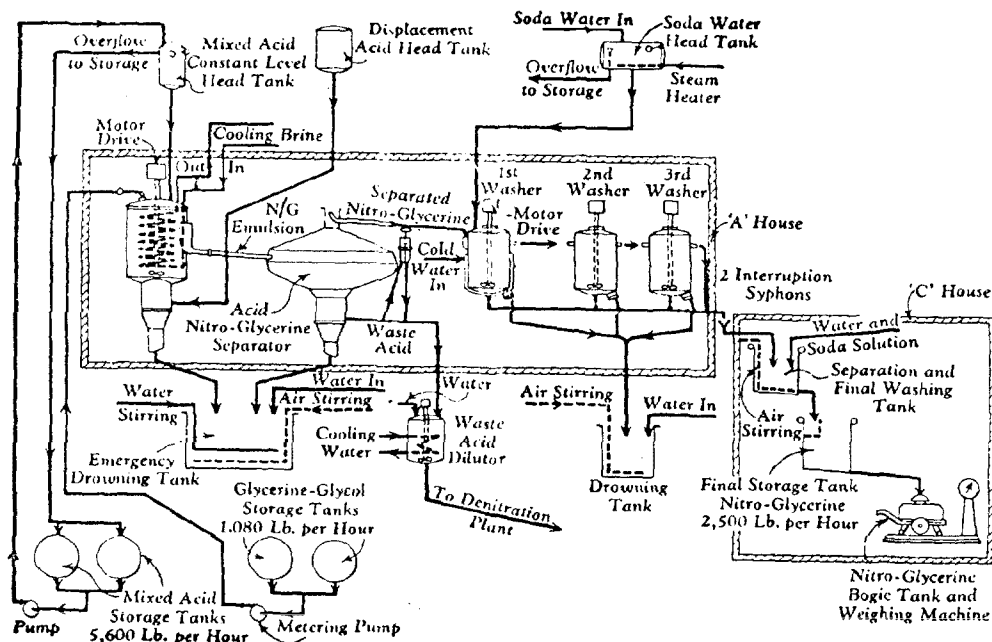 Overflow
to Storage
Mixed Acid
Constant Level
Head Tank
Displacement
Acid Head Tank
Soda Water In
Soda Water
Head Tank
Overflow
to Storage
Steam
Heater
Motor
Drive
Cooling Brine
Out
In
N/G
Emulsion
Separated
Nitro-Glycerine
1st
Washer
2nd
Washer
3rd
Washer
Motor
Drive
Cold
Water
In
'A' House
2 Interruption
Syphons
'C' House
Acid
Nitro-Glycerine
Separator
Waste
Acid
Water and
Soda Solution
Separation and
Final Washing
Tank
Air
Stirring
Water
Stirring
Water In
Air Stirring
Water
Emergency
Drowning Tank
Cooling
Water
Waste
Acid
Dilutor
Air Stirring
Water In
Drowning
Tank
To Denitration
Plant
Final Storage Tank
Nitro-Glycerine
2,500 Lb. per Hour
Glycerine-Glycol
Storage Tanks
1,080 Lb. per Hour
Mixed Acid
Storage Tanks
5,600 Lb. per Hour
Pump
Metering Pump
Nitro-Glycerine
Bogie Tank and
Weighing Machine